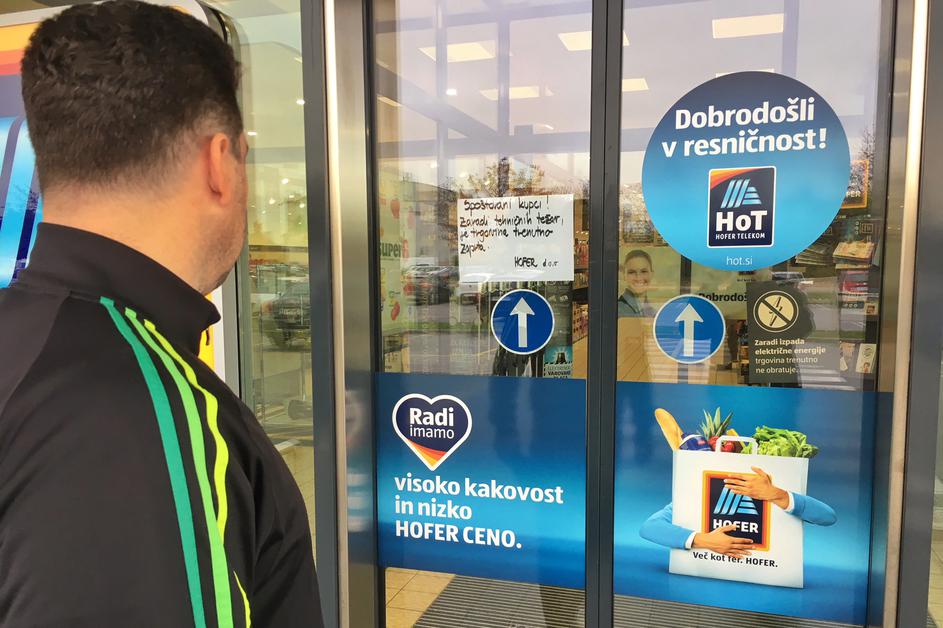 Spoštovani kupci!
Zaradi tehničnih težav,
je trgovina trenutno
zaprta.
HOFER d.o.o
Dobrodošli
v resničnost!
HoT
HOFER TELEKOM
hot.si
Zaradi izpada
električne energije
trgovina trenutno
ne obratuje.
Radi
imamo
visoko kakovost
in nizko
HOFER CENO.
HOFER
Več kot fer. HOFER.